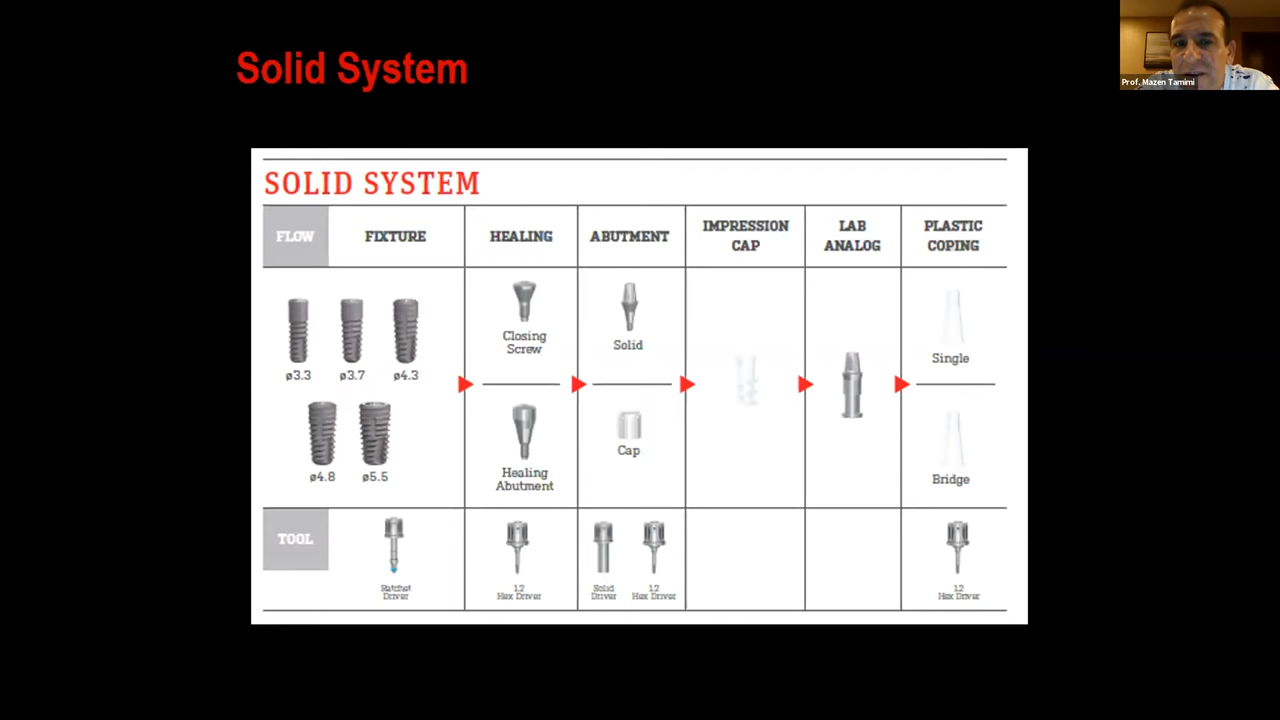 Solid System
Prof. Mazen Tamimi
SOLID SYSTEM
FLOW
FIXTURE
HEALING
ABUTMENT
IMPRESSION
CAP
LAB
ANALOG
PLASTIC
COPING
ø3.3
ø3.7
ø4.3
ø4.8
ø5.5
Closing
Screw
Healing
Abutment
Solid
Cap
Single
Bridge
TOOL
Ratchet
Driver
1.2
Hex Driver
Solid
Driver
1.2
Hex Driver
1.2
Hex Driver